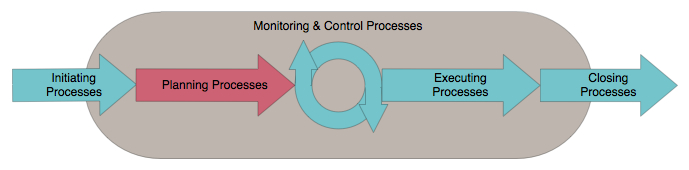 Monitoring & Control Processes
Initiating
Processes
Planning Processes
Executing
Processes
Closing
Processes